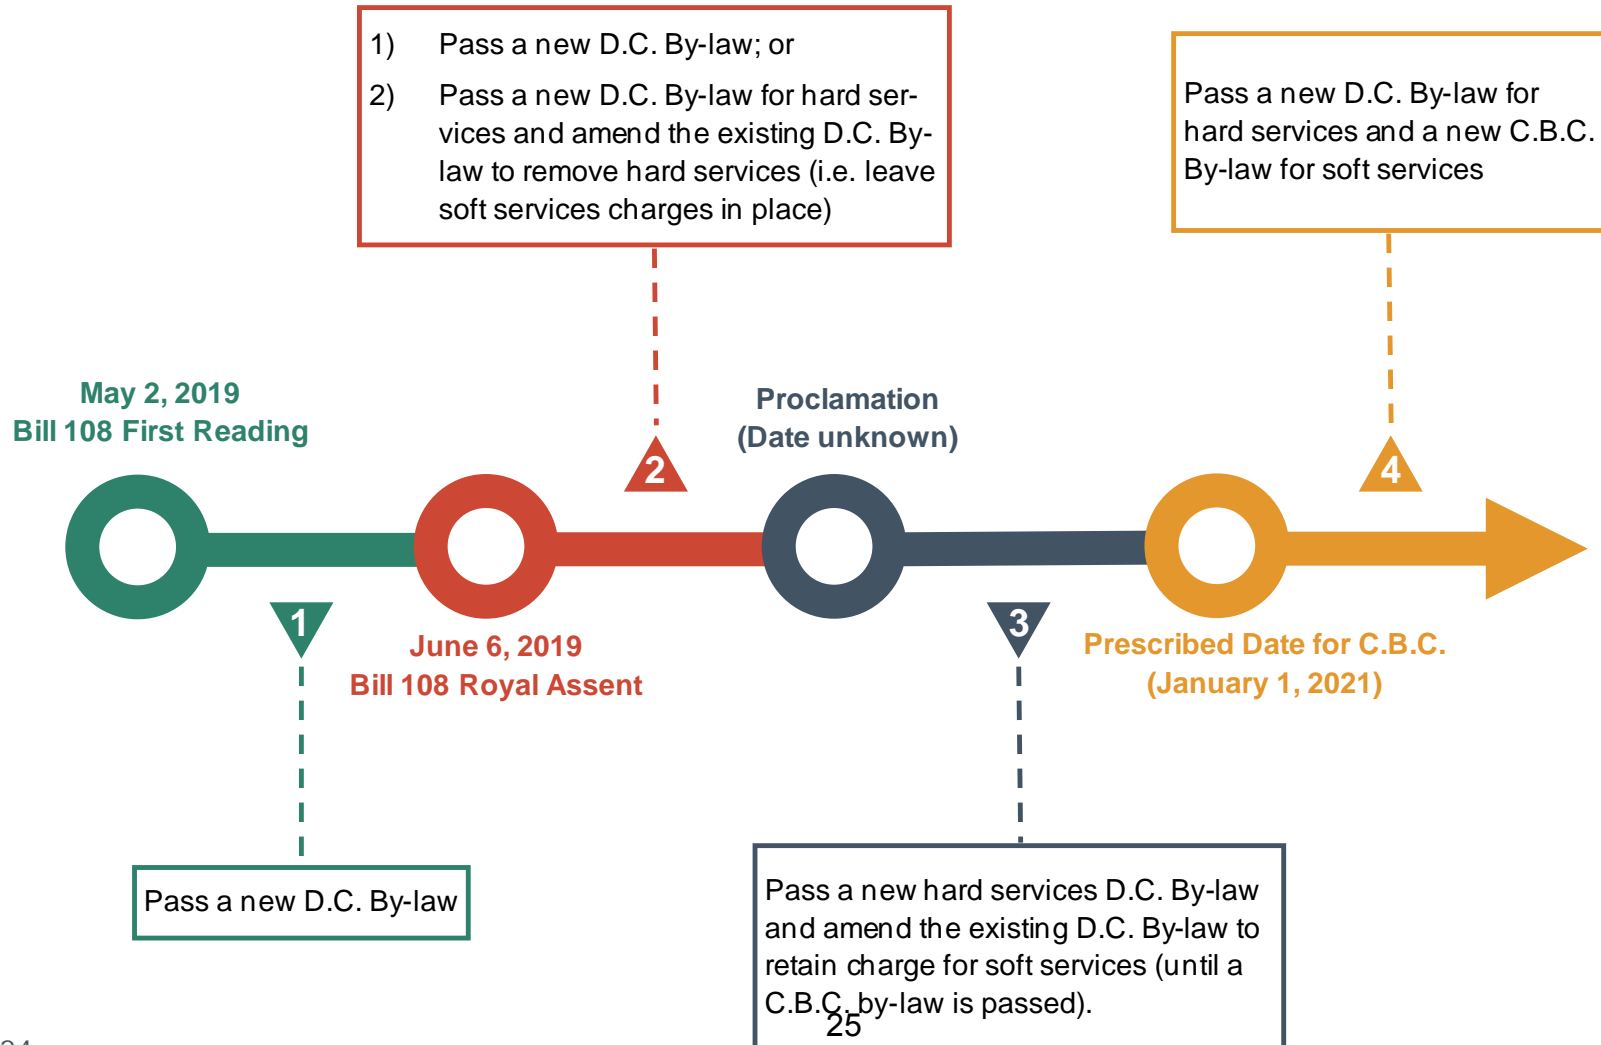 1) Pass a new D.C. By-law; or
2) Pass a new D.C. By-law for hard ser-
vices and amend the existing D.C. By-
law to remove hard services (i.e. leave
soft services charges in place)
Pass a new D.C. By-law for
hard services and a new C.B.C.
By-law for soft services
May 2, 2019
Bill 108 First Reading
Proclamation
(Date unknown)
2
4
1
3
June 6, 2019
Bill 108 Royal Assent
Prescribed Date for C.B.C.
(January 1, 2021)
Pass a new D.C. By-law
Pass a new hard services D.C. By-law
and amend the existing D.C. By-law to
retain charge for soft services (until a
C.B.C. by-law is passed).
25